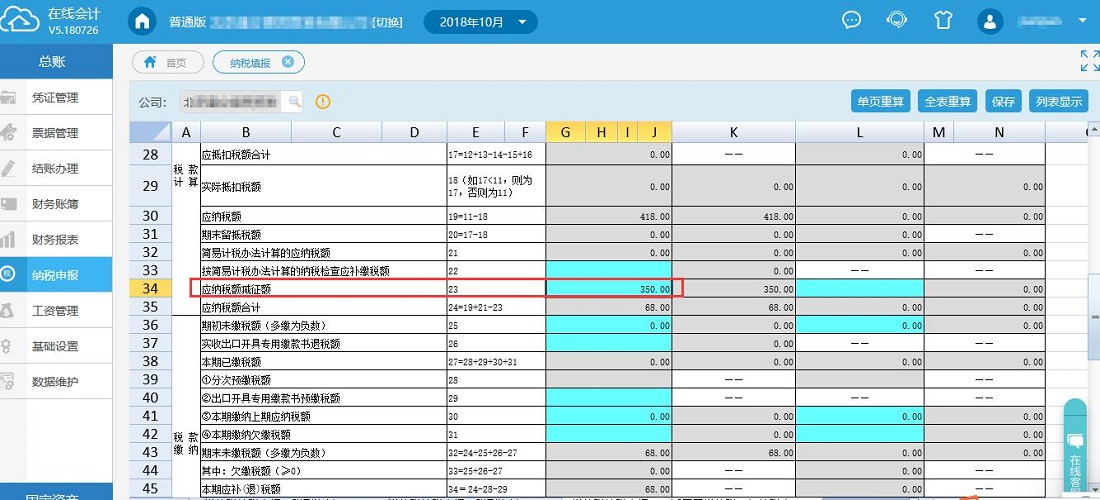 在线会计
V5.180726
普通版
[切换]
2018年10月
总账
首页
纳税填报
凭证管理
票据管理
结账办理
财务账簿
财务报表
税
纳税申报
工资管理
基础设置
数据维护
固定资产
公司:
北
单页重算
全表重算
保存
列表显示
A B C D E F G H I J K L M N
28 应抵扣税额合计 17=12+13-14-15+16 0.00 —— 0.00 ——
税 款
计 算
29 实际抵扣税额 18（如17<11，则为
17，否则为11） 0.00 0.00 0.00 0.00
30 应纳税额 19=11-18 418.00 418.00 0.00 0.00
31 期末留抵税额 20=17-18 0.00 0.00 0.00 ——
32 简易计税办法计算的应纳税额 21 0.00 0.00 0.00 0.00
33 按简易计税办法计算的纳税检查应补缴税额 22 0.00 —— ——
34 应纳税额减征额 23 350.00 350.00 0.00
35 应纳税额合计 24=19+21-23 68.00 68.00 0.00 0.00
36 期初未缴税额（多缴为负数） 25 0.00 0.00 0.00 0.00
37 实收出口开具专用缴款书退税额 26 0.00 —— ——
38 本期已缴税额 27=28+29+30+31 0.00 0.00 0.00 0.00
39 ①分次预缴税额 28 —— ——
40 ②出口开具专用缴款书预缴税额 29 —— —— ——
41 ③本期缴纳上期应纳税额 30 0.00 0.00 0.00 0.00
42 ④本期缴纳欠缴税额 31 0.00 0.00
税 款
缴 纳
43 期末未缴税额（多缴为负数） 32=24+25+26-27 68.00 68.00 0.00 0.00
44 其中：欠缴税额（≥0） 33=25+26-27 0.00 —— 0.00 ——
45 本期应补(退)税额 34＝24-28-29 68.00 —— 0.00 ——
在线客服